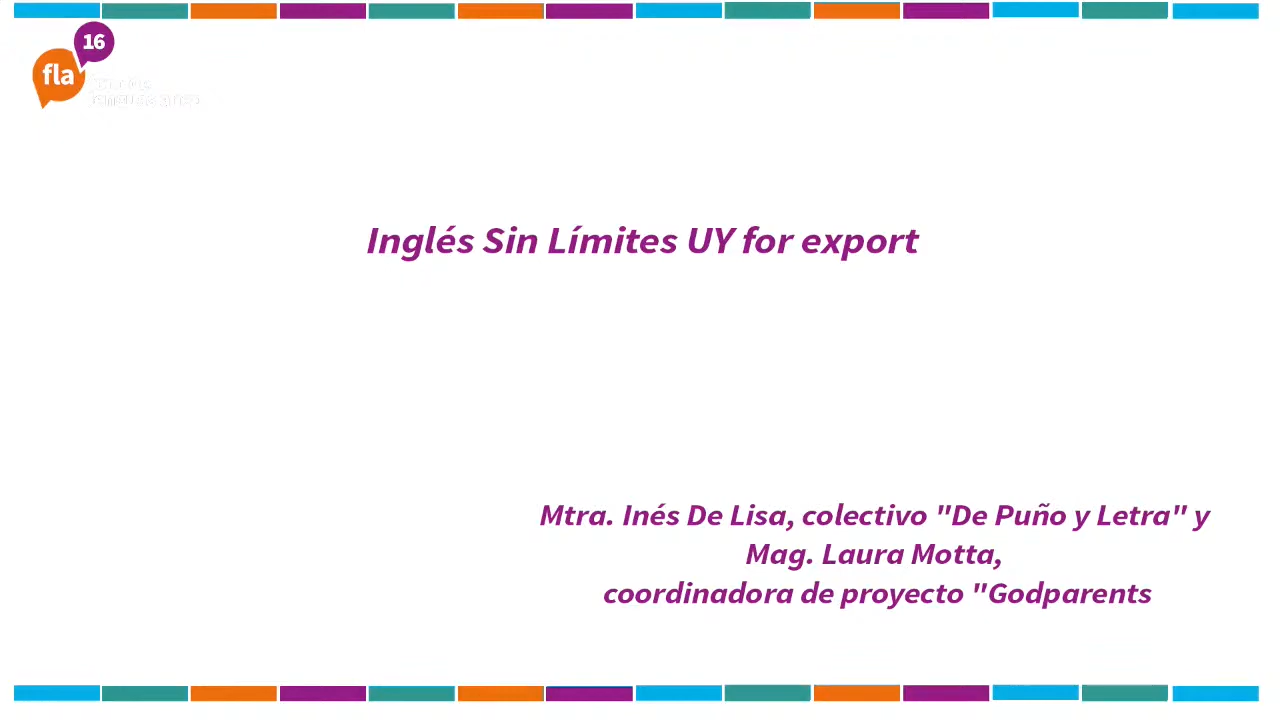 16
fla
Inglés Sin Límites UY for export
Mtra. Inés De Lisa, colectivo "De Puño y Letra" y
Mag. Laura Motta,
coordinadora de proyecto "Godparents